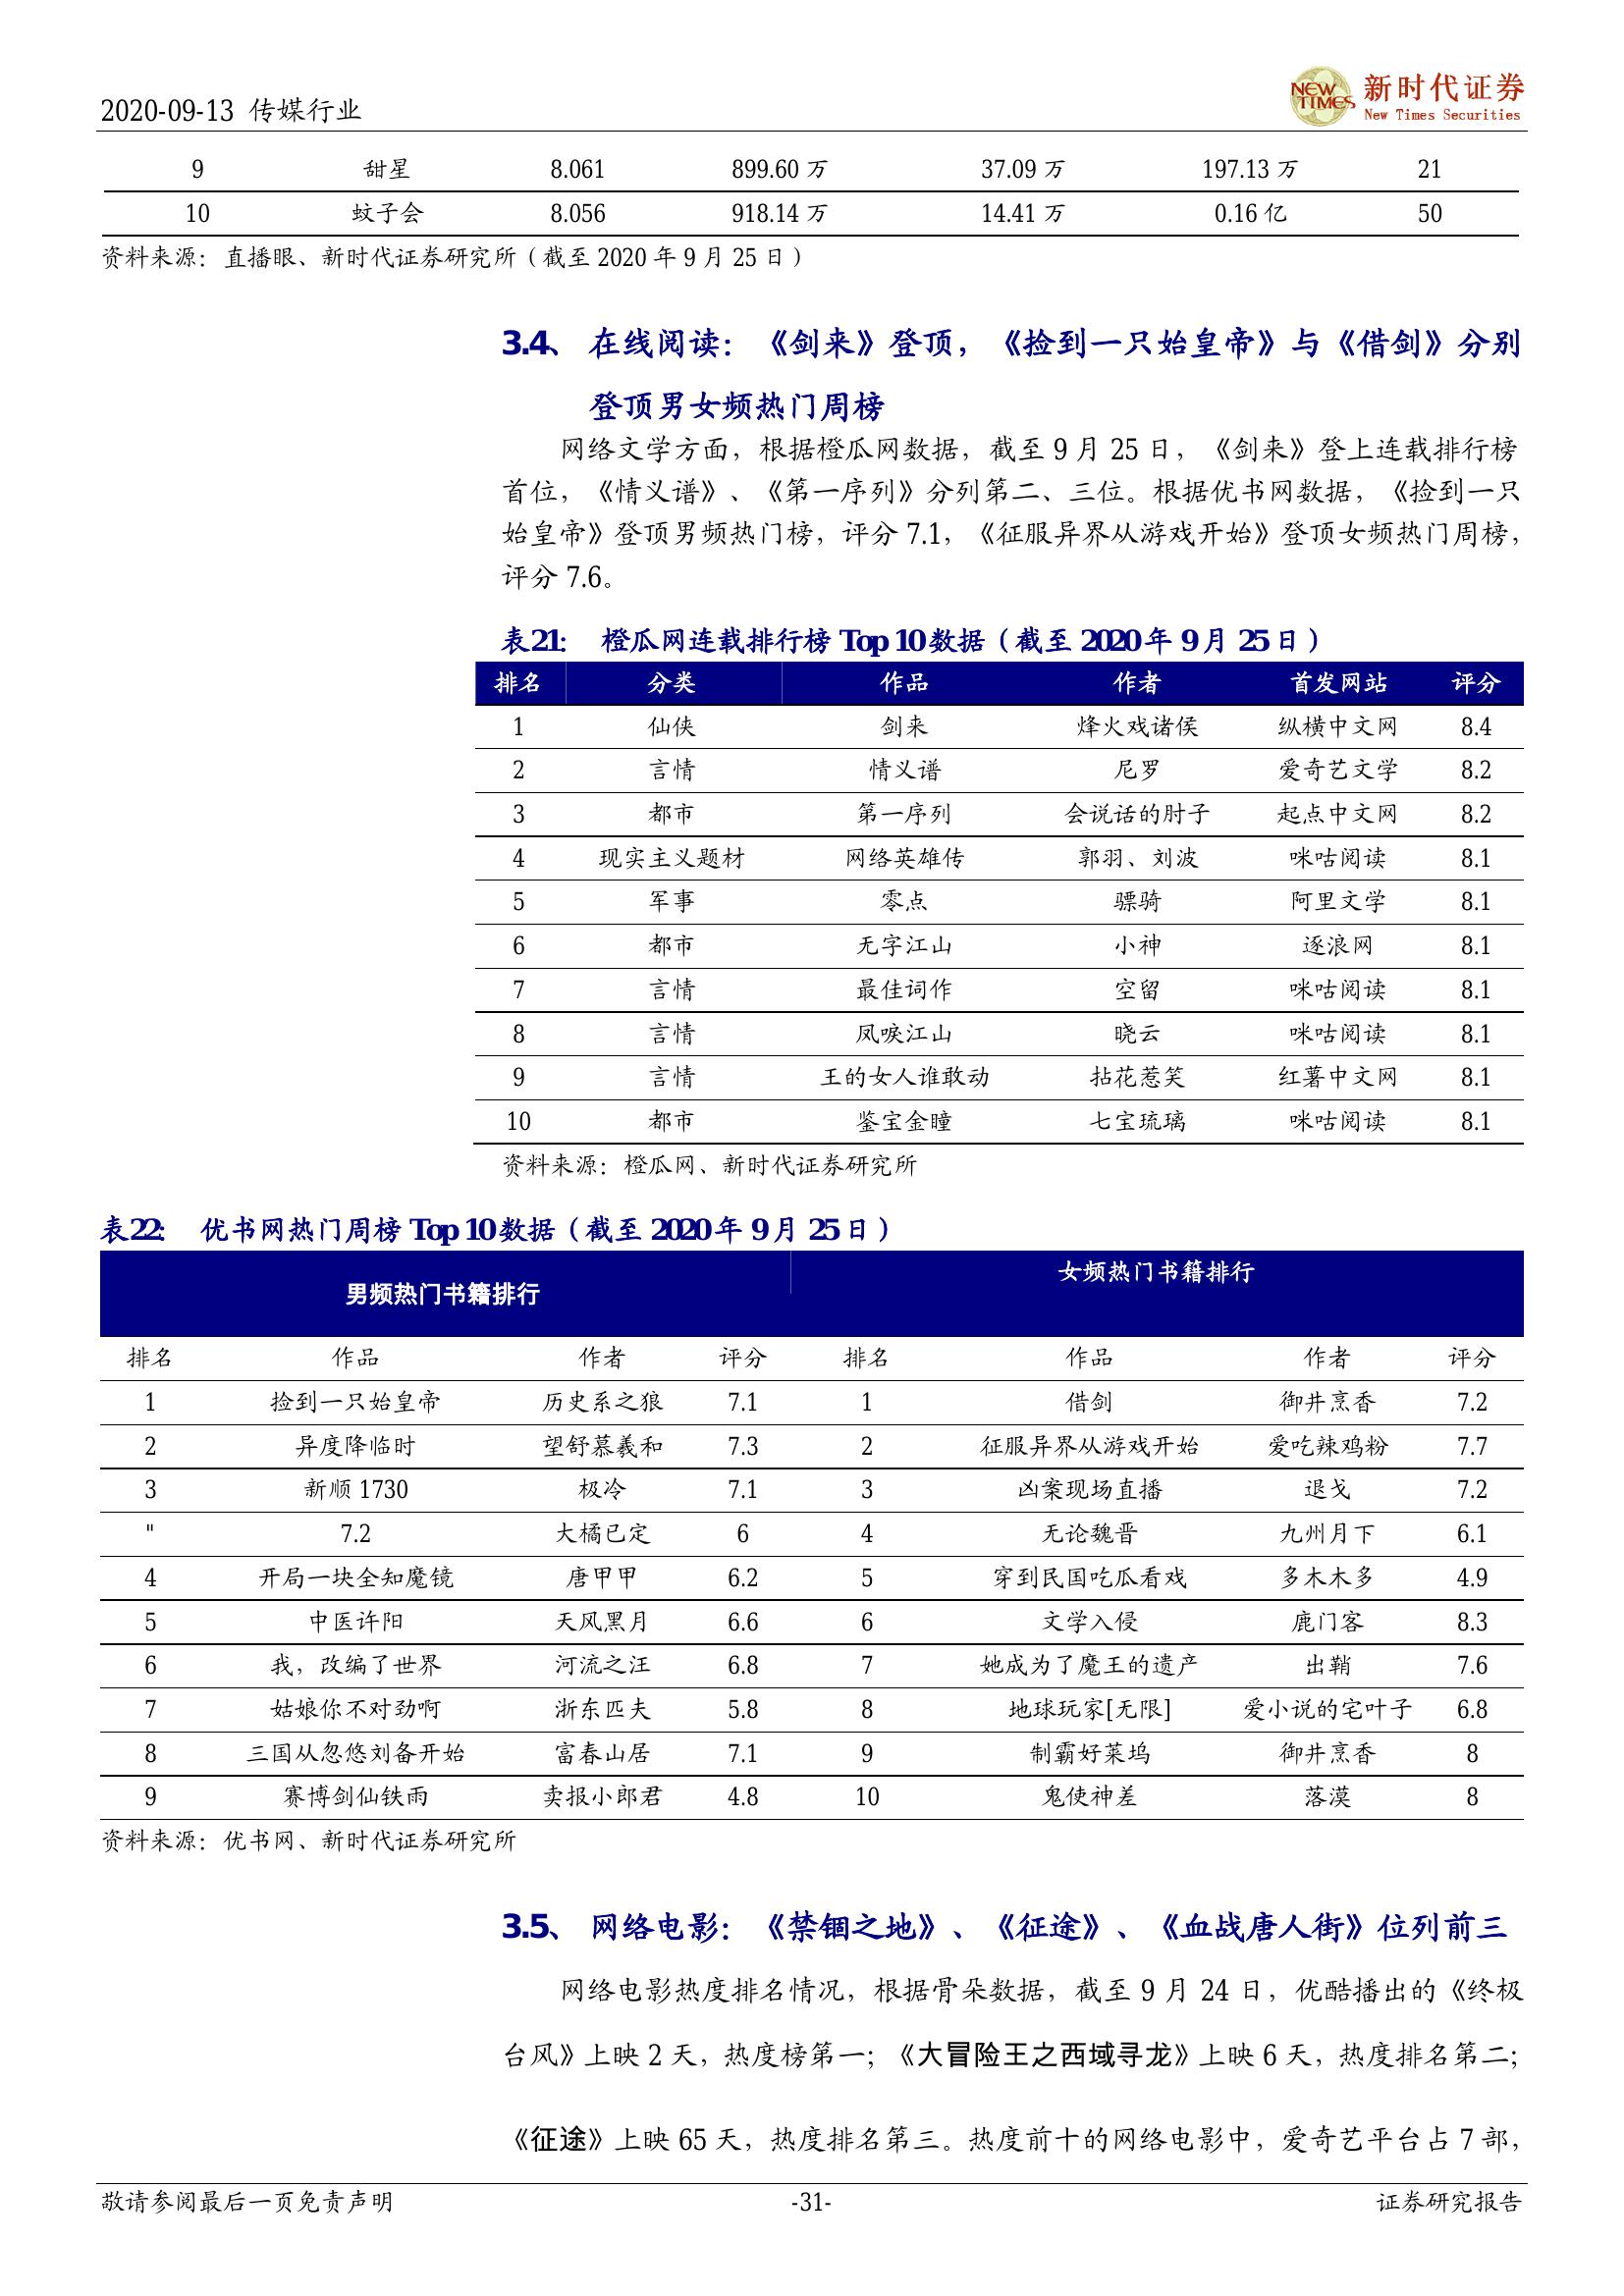 2020-09-13 传媒行业
NEW TIMES 新时代证券
New Times Securities
9 甜星 8.061 899.60 万 37.09 万 197.13 万 21
10 蚊子会 8.056 918.14 万 14.41 万 0.16 亿 50
资料来源：直播眼、新时代证券研究所（截至 2020 年 9 月 25 日）
3.4、 在线阅读：《剑来》登顶，《捡到一只始皇帝》与《借剑》分别
登顶男女频热门周榜
网络文学方面，根据橙瓜网数据，截至 9 月 25 日，《剑来》登上连载排行榜
首位，《情义谱》、《第一序列》分列第二、三位。根据优书网数据，《捡到一只
始皇帝》登顶男频热门榜，评分 7.1，《征服异界从游戏开始》登顶女频热门周榜，
评分 7.6。
表21： 橙瓜网连载排行榜 Top 10 数据（截至 2020 年 9 月 25 日）
排名 分类 作品 作者 首发网站 评分
1 仙侠 剑来 烽火戏诸侯 纵横中文网 8.4
2 言情 情义谱 尼罗 爱奇艺文学 8.2
3 都市 第一序列 会说话的肘子 起点中文网 8.2
4 现实主义题材 网络英雄传 郭羽、刘波 咪咕阅读 8.1
5 军事 零点 骠骑 阿里文学 8.1
6 都市 无字江山 小神 逐浪网 8.1
7 言情 最佳词作 空留 咪咕阅读 8.1
8 言情 凤唳江山 晓云 咪咕阅读 8.1
9 言情 王的女人谁敢动 拈花惹笑 红薯中文网 8.1
10 都市 鉴宝金瞳 七宝琉璃 咪咕阅读 8.1
资料来源：橙瓜网、新时代证券研究所
表22： 优书网热门周榜 Top 10 数据（截至 2020 年 9 月 25 日）
男频热门书籍排行 女频热门书籍排行
排名 作品 作者 评分 排名 作品 作者 评分
1 捡到一只始皇帝 历史系之狼 7.1 1 借剑 御井烹香 7.2
2 异度降临时 望舒慕羲和 7.3 2 征服异界从游戏开始 爱吃辣鸡粉 7.7
3 新顺 1730 极冷 7.1 3 凶案现场直播 退戈 7.2
" 7.2 大橘已定 6 4 无论魏晋 九州月下 6.1
4 开局一块全知魔镜 唐甲甲 6.2 5 穿到民国吃瓜看戏 多木木多 4.9
5 中医许阳 天风黑月 6.6 6 文学入侵 鹿门客 8.3
6 我，改编了世界 河流之汪 6.8 7 她成为了魔王的遗产 出鞘 7.6
7 姑娘你不对劲啊 浙东匹夫 5.8 8 地球玩家[无限] 爱小说的宅叶子 6.8
8 三国从忽悠刘备开始 富春山居 7.1 9 制霸好莱坞 御井烹香 8
9 赛博剑仙铁雨 卖报小郎君 4.8 10 鬼使神差 落漠 8
资料来源：优书网、新时代证券研究所
3.5、 网络电影：《禁锢之地》、《征途》、《血战唐人街》位列前三
网络电影热度排名情况，根据骨朵数据，截至 9 月 24 日，优酷播出的《终极
台风》上映 2 天，热度榜第一；《大冒险王之西域寻龙》上映 6 天，热度排名第二；
《征途》上映 65 天，热度排名第三。热度前十的网络电影中，爱奇艺平台占 7 部，
敬请参阅最后一页免责声明 -31- 证券研究报告